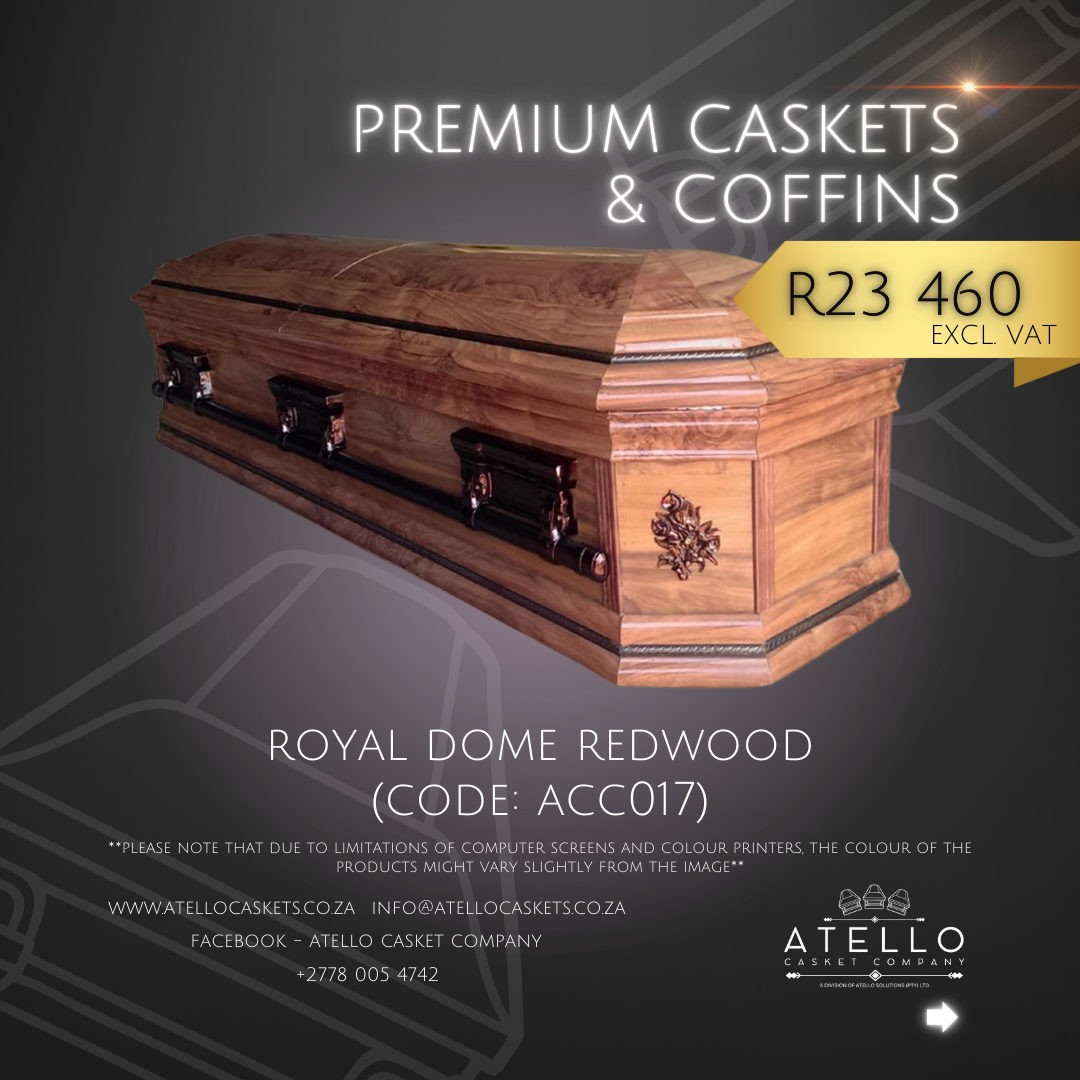 PREMIUM CASKETS
& COFFINS
R23 460
EXCL. VAT
ROYAL DOME REDWOOD
(CODE: ACC017)
**PLEASE NOTE THAT DUE TO LIMITATIONS OF COMPUTER SCREENS AND COLOUR PRINTERS, THE COLOUR OF THE
PRODUCTS MIGHT VARY SLIGHTLY FROM THE IMAGE**
WWW.ATELLOCASKETS.CO.ZA INFO@ATELLOCASKETS.CO.ZA
FACEBOOK - ATELLO CASKET COMPANY
+2778 005 4742
ATELLO
CASKET COMPANY
A DIVISION OF ATELLO SOLUTIONS (PTY) LTD